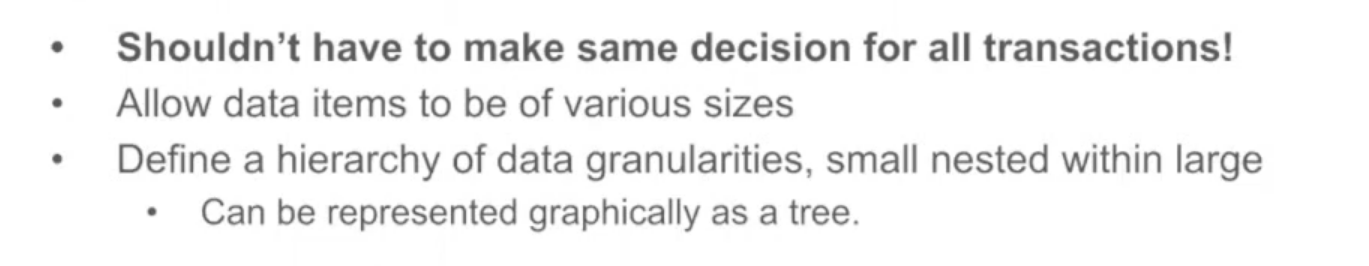 • Shouldn't have to make same decision for all transactions!
• Allow data items to be of various sizes
• Define a hierarchy of data granularities, small nested within large
• Can be represented graphically as a tree.